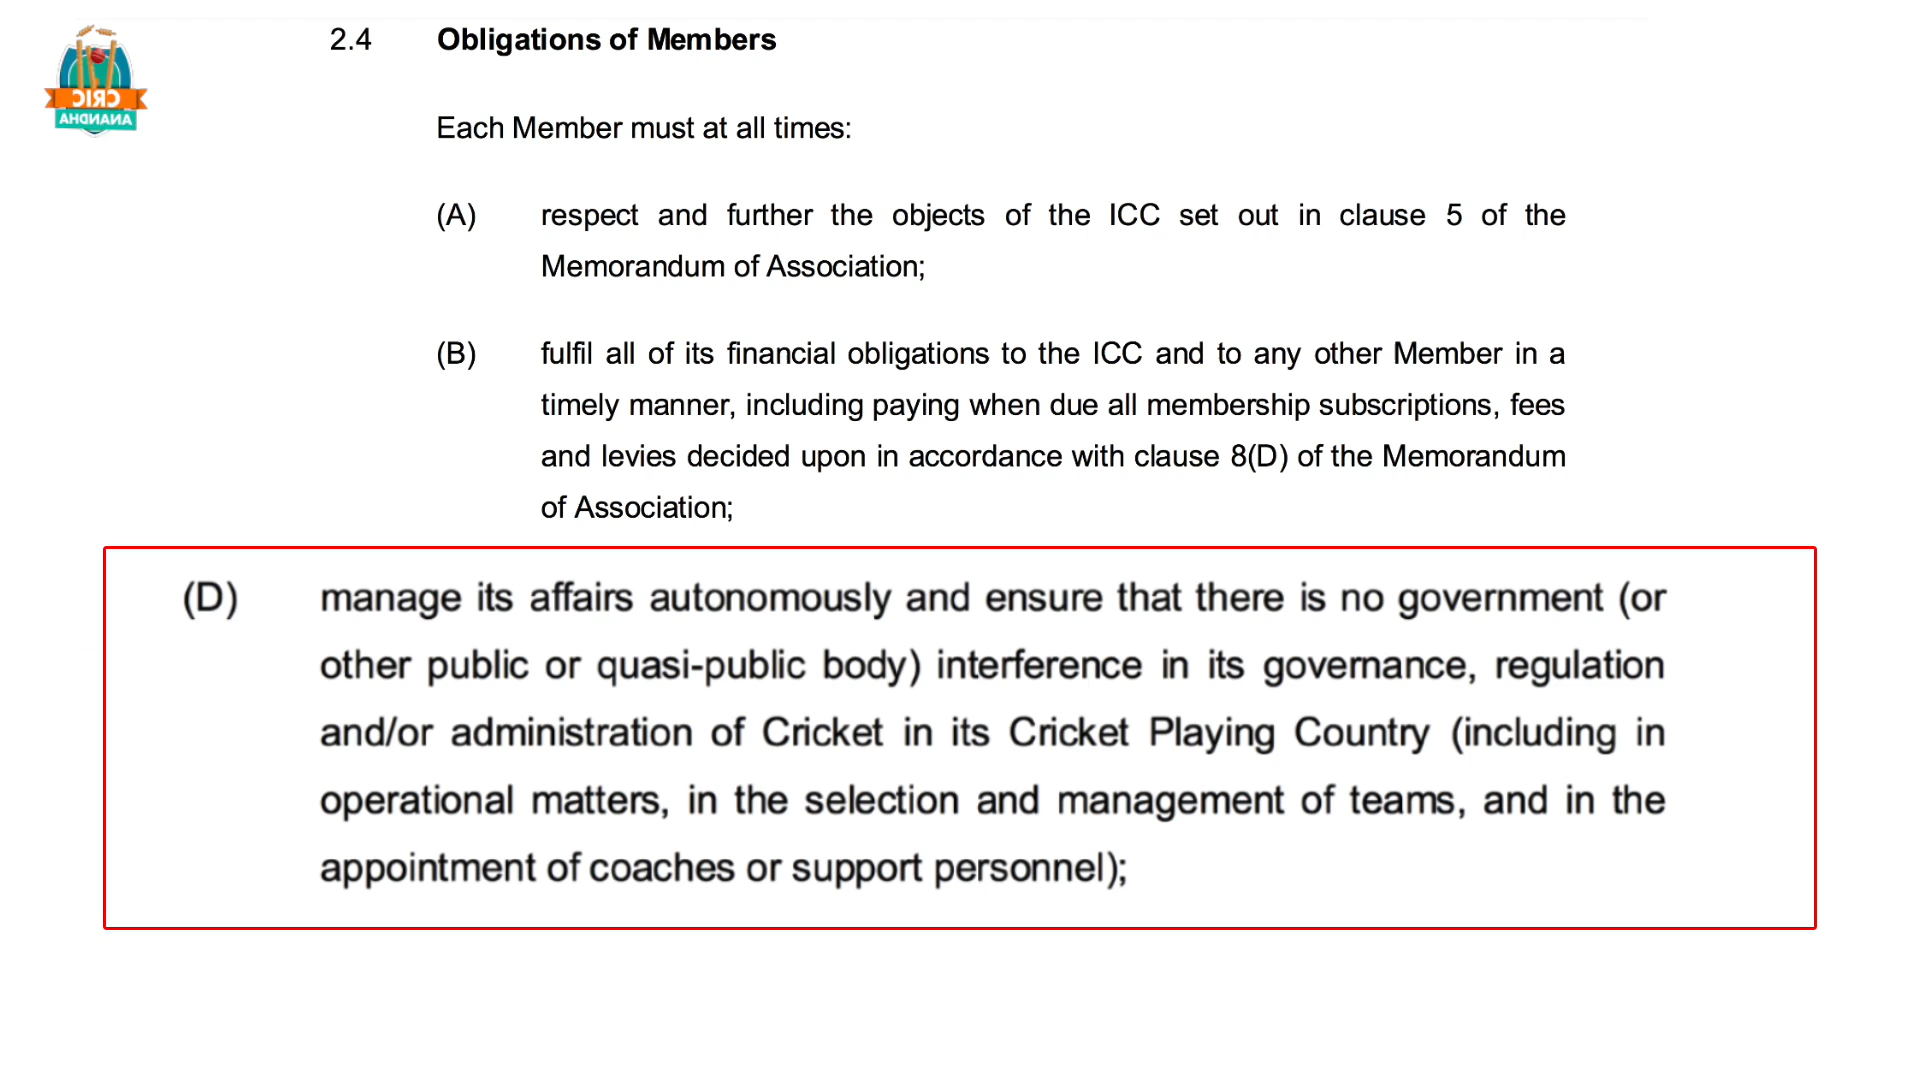 CRIC
ANANDHA
2.4 Obligations of Members
Each Member must at all times:
(A) respect and further the objects of the ICC set out in clause 5 of the
Memorandum of Association;
(B) fulfil all of its financial obligations to the ICC and to any other Member in a
timely manner, including paying when due all membership subscriptions, fees
and levies decided upon in accordance with clause 8(D) of the Memorandum
of Association;
(D) manage its affairs autonomously and ensure that there is no government (or
other public or quasi-public body) interference in its governance, regulation
and/or administration of Cricket in its Cricket Playing Country (including in
operational matters, in the selection and management of teams, and in the
appointment of coaches or support personnel);